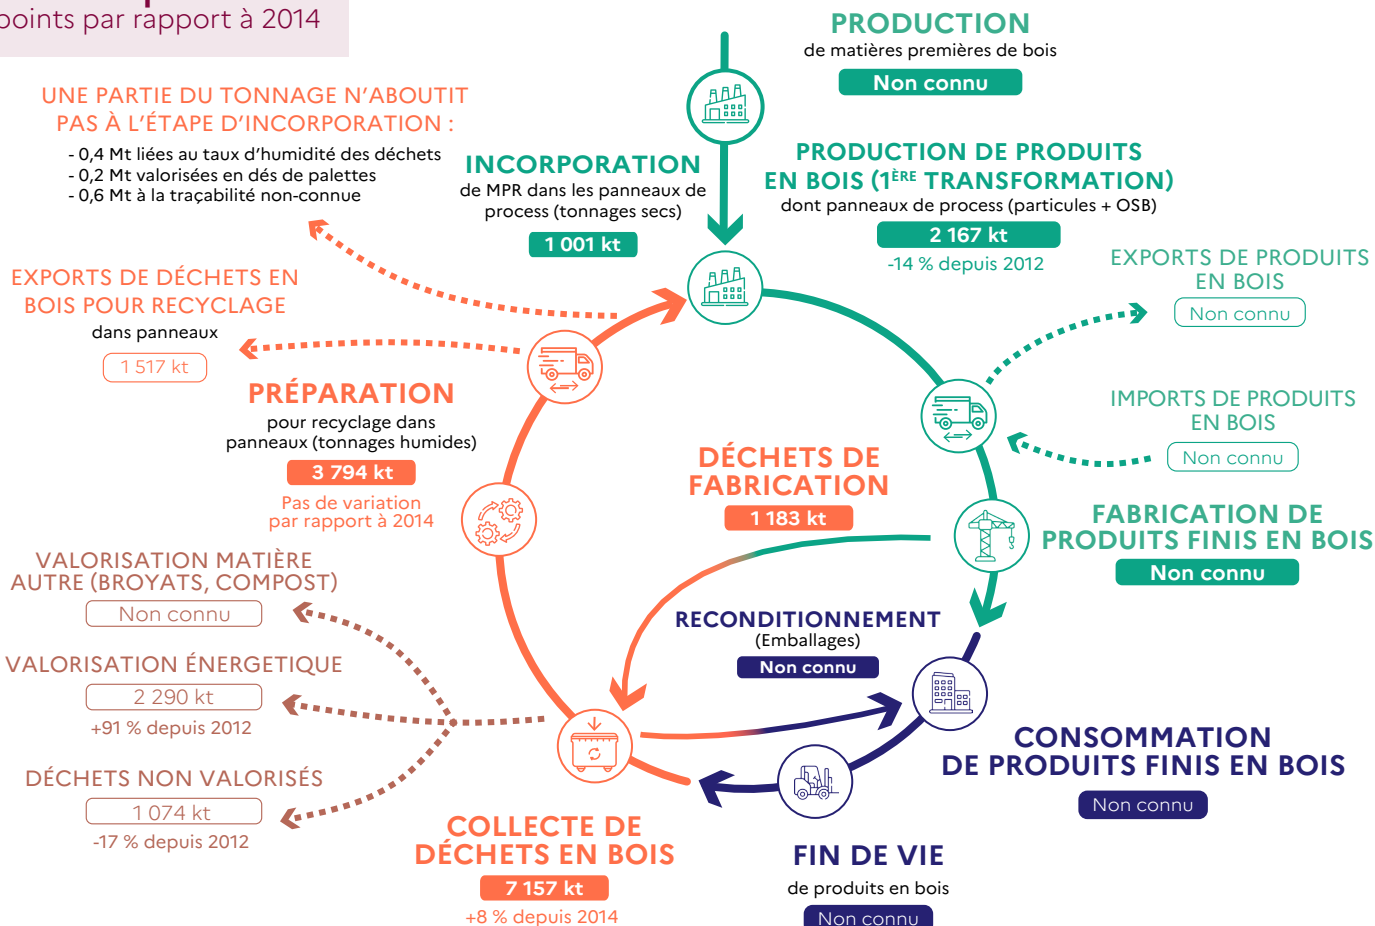 points par rapport à 2014
PRODUCTION
de matières premières de bois
Non connu
UNE PARTIE DU TONNAGE N'ABOUTIT
PAS À L'ÉTAPE D'INCORPORATION :
- 0,4 Mt liées au taux d'humidité des déchets
- 0,2 Mt valorisées en dés de palettes
- 0,6 Mt à la traçabilité non-connue
INCORPORATION
de MPR dans les panneaux de
process (tonnages secs)
1 001 kt
PRODUCTION DE PRODUITS
EN BOIS (1ÈRE TRANSFORMATION)
dont panneaux de process (particules + OSB)
2 167 kt
-14 % depuis 2012
EXPORTS DE PRODUITS
EN BOIS
Non connu
EXPORTS DE DÉCHETS EN
BOIS POUR RECYCLAGE
dans panneaux
1 517 kt
PRÉPARATION
pour recyclage dans
panneaux (tonnages humides)
3 794 kt
Pas de variation
par rapport à 2014
IMPORTS DE PRODUITS
EN BOIS
Non connu
DÉCHETS DE
FABRICATION
1 183 kt
FABRICATION DE
PRODUITS FINIS EN BOIS
Non connu
VALORISATION MATIÈRE
AUTRE (BROYATS, COMPOST)
Non connu
RECONDITIONNEMENT
(Emballages)
Non connu
VALORISATION ÉNERGETIQUE
2 290 kt
+91 % depuis 2012
CONSOMMATION
DE PRODUITS FINIS EN BOIS
Non connu
DÉCHETS NON VALORISÉS
1 074 kt
-17 % depuis 2012
COLLECTE DE
DÉCHETS EN BOIS
7 157 kt
+8 % depuis 2014
FIN DE VIE
de produits en bois
Non connu